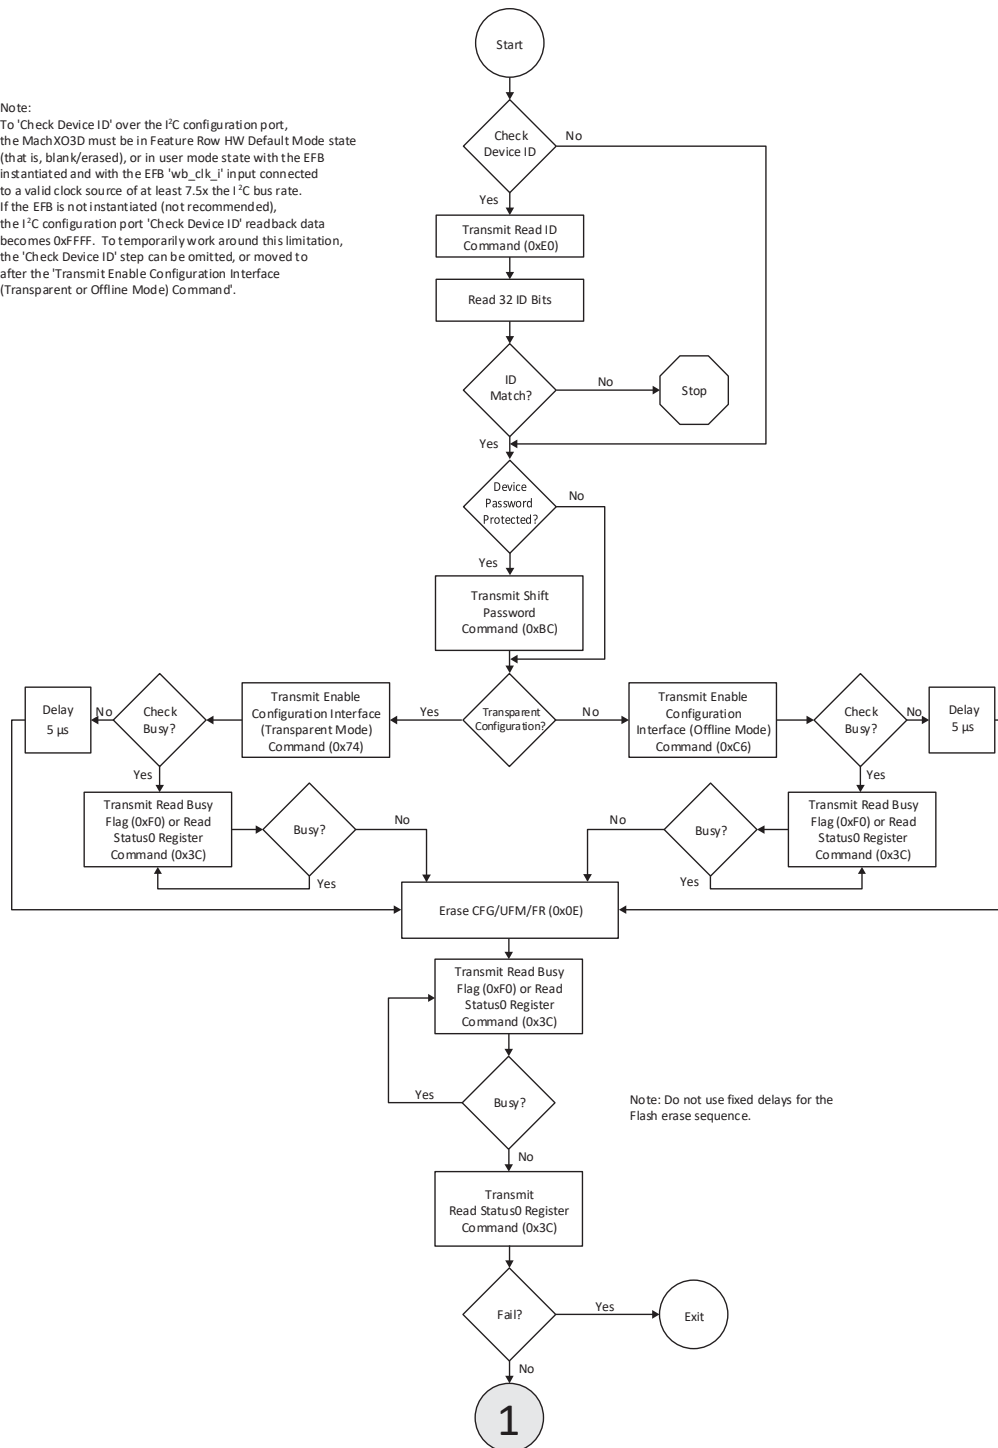 Start
Note:
To 'Check Device ID' over the I²C configuration port,
the MachXO3D must be in Feature Row HW Default Mode state
(that is, blank/erased), or in user mode state with the EFB
instantiated and with the EFB 'wb_clk_i' input connected
to a valid clock source of at least 7.5x the I²C bus rate.
If the EFB is not instantiated (not recommended),
the I²C configuration port 'Check Device ID' readback data
becomes 0xFFFF. To temporarily work around this limitation,
the 'Check Device ID' step can be omitted, or moved to
after the 'Transmit Enable Configuration Interface
(Transparent or Offline Mode) Command'.
Check
Device ID
No
Yes
Transmit Read ID
Command (0xE0)
Read 32 ID Bits
ID
Match?
No
Stop
Yes
Device
Password
Protected?
No
Yes
Transmit Shift
Password
Command (0xBC)
Delay
5 µs
No
Check
Busy?
Transmit Enable
Configuration Interface
(Transparent Mode)
Command (0x74)
Yes
Transparent
Configuration?
No
Transmit Enable
Configuration
Interface (Offline Mode)
Command (0xC6)
Check
Busy?
No
Delay
5 µs
Yes
Yes
Transmit Read Busy
Flag (0xF0) or Read
Status0 Register
Command (0x3C)
Busy?
No
Yes
No
Busy?
Yes
Transmit Read Busy
Flag (0xF0) or Read
Status0 Register
Command (0x3C)
Erase CFG/UFM/FR (0x0E)
Transmit Read Busy
Flag (0xF0) or Read
Status0 Register
Command (0x3C)
Yes
Busy?
Note: Do not use fixed delays for the
Flash erase sequence.
No
Transmit
Read Status0 Register
Command (0x3C)
Fail?
Yes
Exit
No
1